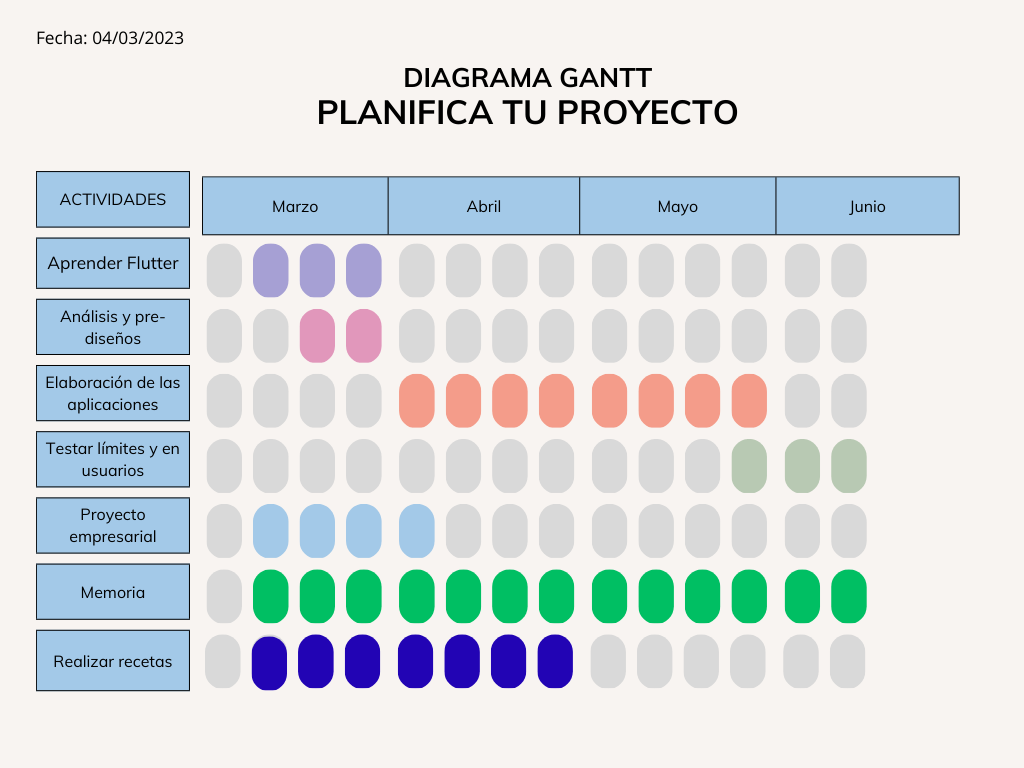 Fecha: 04/03/2023
DIAGRAMA GANTT
PLANIFICA TU PROYECTO
ACTIVIDADES
Marzo
Abril
Mayo
Junio
Aprender Flutter
Análisis y pre-
diseños
Elaboración de las
aplicaciones
Testar límites y en
usuarios
Proyecto
empresarial
Memoria
Realizar recetas